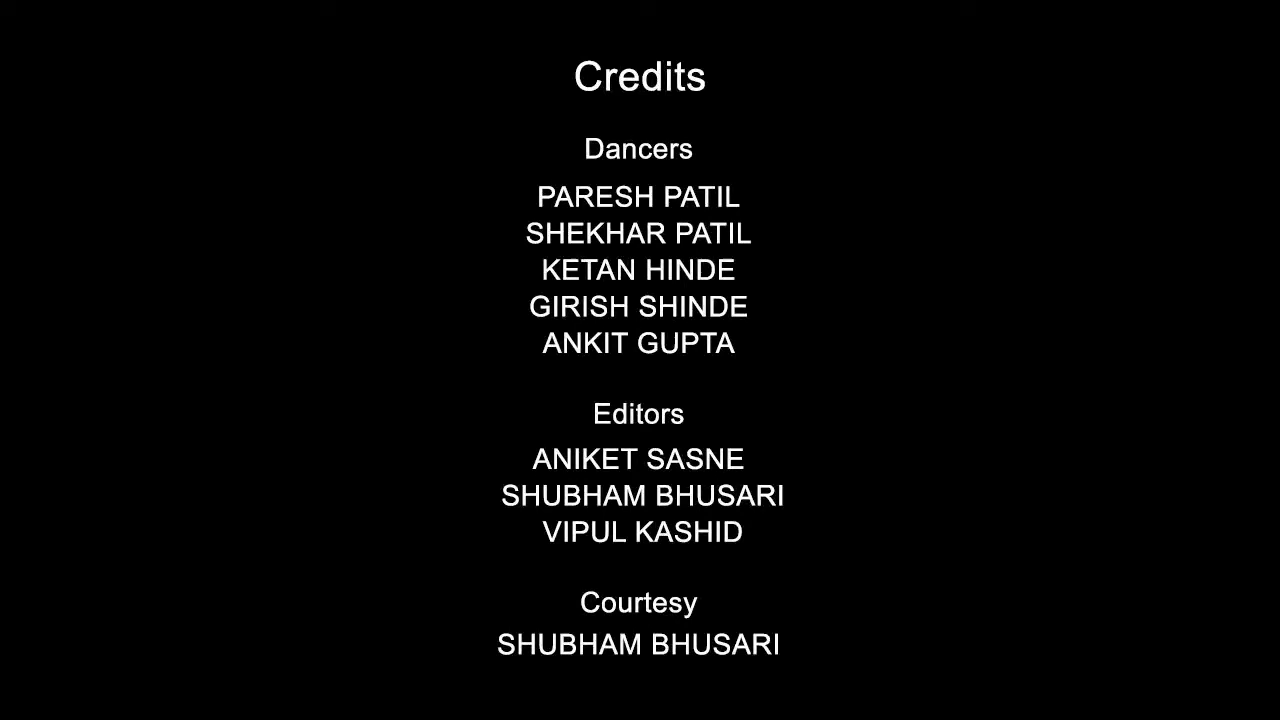 Credits
Dancers
PARESH PATIL
SHEKHAR PATIL
KETAN HINDE
GIRISH SHINDE
ANKIT GUPTA
Editors
ANIKET SASNE
SHUBHAM BHUSARI
VIPUL KASHID
Courtesy
SHUBHAM BHUSARI